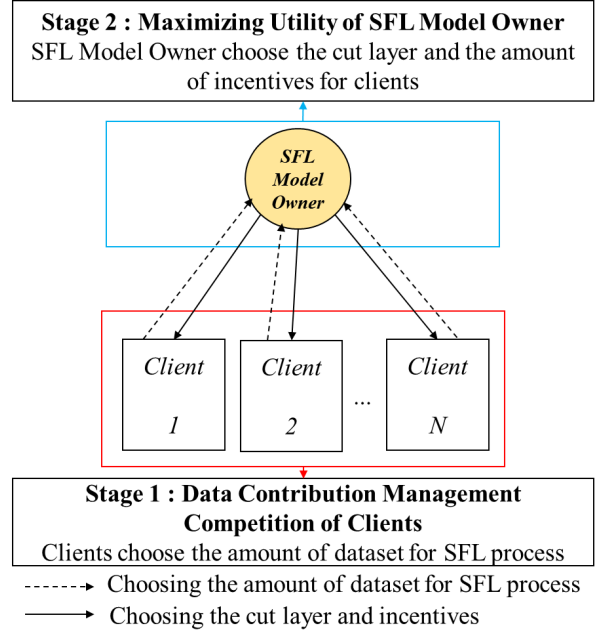 Stage 2 : Maximizing Utility of SFL Model Owner
SFL Model Owner choose the cut layer and the amount
of incentives for clients
SFL
Model
Owner
Client
1
Client
2
...
Client
N
Stage 1 : Data Contribution Management
Competition of Clients
Clients choose the amount of dataset for SFL process
Choosing the amount of dataset for SFL process
Choosing the cut layer and incentives